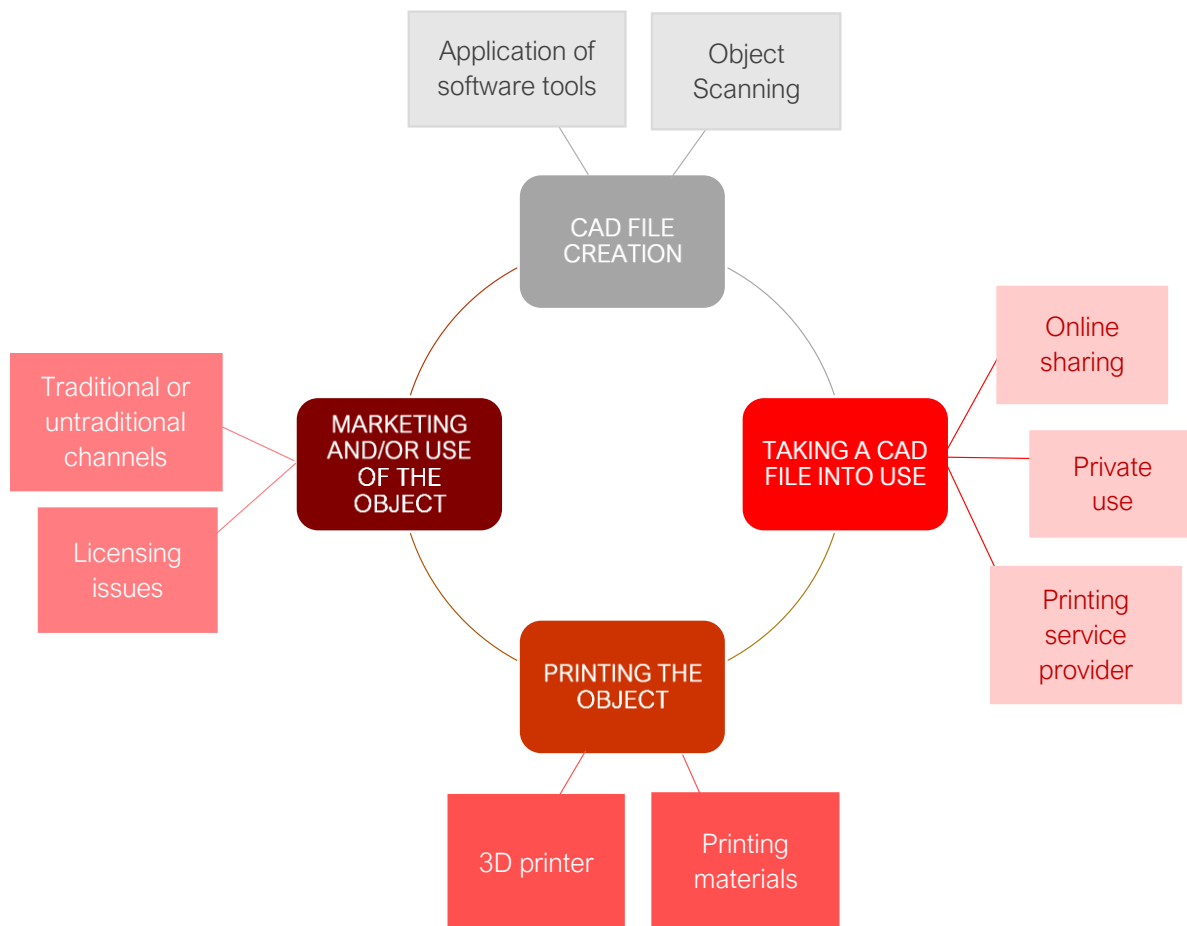 Application of
software tools
Object
Scanning
CAD FILE
CREATION
Online
sharing
Traditional or
untraditional
channels
MARKETING
AND/OR USE
OF THE
OBJECT
TAKING A CAD
FILE INTO USE
Private
use
Licensing
issues
Printing
service
provider
PRINTING THE
OBJECT
3D printer
Printing
materials